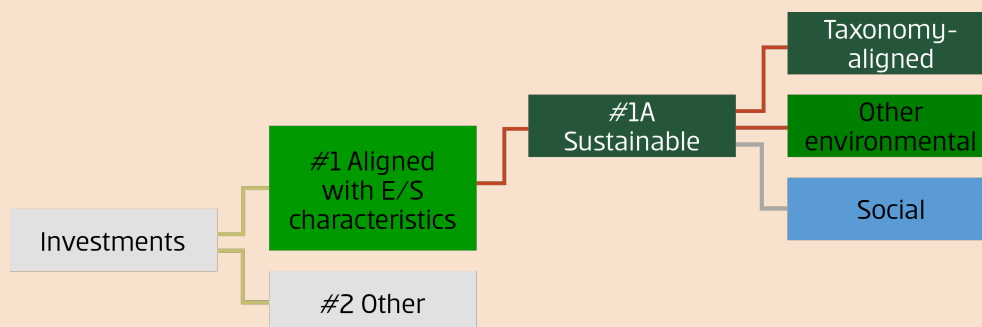 Taxonomy-
aligned
#1A
Sustainable
Other
environmental
#1 Aligned
with E/S
characteristics
Social
Investments
#2 Other